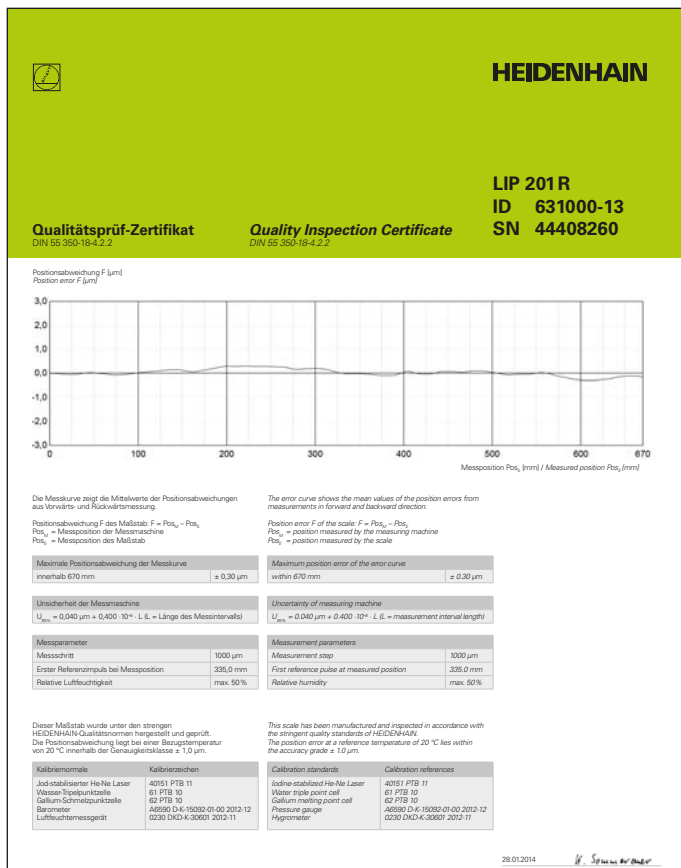 HEIDENHAIN
LIP 201 R
ID 631000-13
SN 44408260
Qualitätsprüf-Zertifikat
DIN 55 350-18-4.2.2
Quality Inspection Certificate
DIN 55 350-18-4.2.2
Positionsabweichung F [µm]
Position error F [µm]
3,0
2,0
1,0
0,0
-1,0
-2,0
-3,0
0 100 200 300 400 500 600 670
Messposition Pos_E [mm] / Measured position Pos_E [mm]
Die Messkurve zeigt die Mittelwerte der Positionsabweichungen
aus Vorwärts- und Rückwärtsmessung.
Positionsabweichung F des Maßstab: F = Pos_M – Pos_E
Pos_M = Messposition der Messmaschine
Pos_E = Messposition des Maßstab
The error curve shows the mean values of the position errors from
measurements in forward and backward direction.
Position error F of the scale: F = Pos_M – Pos_E
Pos_M = position measured by the measuring machine
Pos_E = position measured by the scale
Maximale Positionsabweichung der Messkurve
innerhalb 670 mm ± 0,30 µm
Maximum position error of the error curve
within 670 mm ± 0.30 µm
Unsicherheit der Messmaschine
U_95% = 0,040 µm + 0,400 ·10⁻⁶ · L (L = Länge des Messintervalls)
Uncertainty of measuring machine
U_95% = 0.040 µm + 0.400 ·10⁻⁶ · L (L = measurement interval length)
Messparameter
Messschritt 1000 µm
Erster Referenzimpuls bei Messposition 335,0 mm
Relative Luftfeuchtigkeit max. 50%
Measurement parameters
Measurement step 1000 µm
First reference pulse at measured position 335.0 mm
Relative humidity max. 50%
Dieser Maßstab wurde unter den strengen
HEIDENHAIN-Qualitätsnormen hergestellt und geprüft.
Die Positionsabweichung liegt bei einer Bezugstemperatur
von 20 °C innerhalb der Genauigkeitsklasse ± 1,0 µm.
This scale has been manufactured and inspected in accordance with
the stringent quality standards of HEIDENHAIN.
The position error at a reference temperature of 20 °C lies within
the accuracy grade ± 1.0 µm.
Kalibriernormale Kalibrierzeichen
Jod-stabilisierter He-Ne Laser 40151 PTB 11
Wasser-Tripelpunktzelle 61 PTB 10
Gallium-Schmelzpunktzelle 62 PTB 10
Barometer A6590 D-K-15092-01-00 2012-12
Luftfeuchtemessgerät 0230 DKD-K-30601 2012-11
Calibration standards Calibration references
Iodine-stabilized He-Ne Laser 40151 PTB 11
Water triple point cell 61 PTB 10
Gallium melting point cell 62 PTB 10
Pressure gauge A6590 D-K-15092-01-00 2012-12
Hygrometer 0230 DKD-K-30601 2012-11
28.01.2014